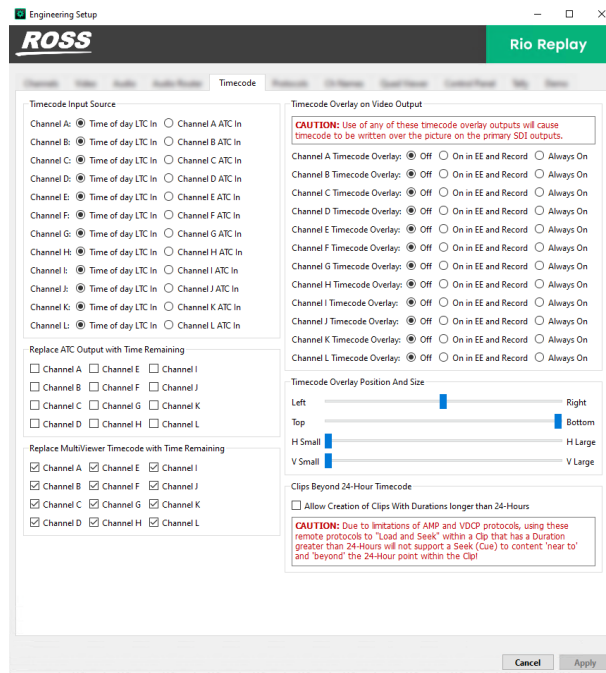 Engineering Setup
ROSS
Rio Replay
Timecode
Timecode Input Source
Channel A: Time of day LTC In Channel A ATC In
Channel B: Time of day LTC In Channel B ATC In
Channel C: Time of day LTC In Channel C ATC In
Channel D: Time of day LTC In Channel D ATC In
Channel E: Time of day LTC In Channel E ATC In
Channel F: Time of day LTC In Channel F ATC In
Channel G: Time of day LTC In Channel G ATC In
Channel H: Time of day LTC In Channel H ATC In
Channel I: Time of day LTC In Channel I ATC In
Channel J: Time of day LTC In Channel J ATC In
Channel K: Time of day LTC In Channel K ATC In
Channel L: Time of day LTC In Channel L ATC In
Replace ATC Output with Time Remaining
Channel A Channel E Channel I
Channel B Channel F Channel J
Channel C Channel G Channel K
Channel D Channel H Channel L
Replace MultiViewer Timecode with Time Remaining
Channel A Channel E Channel I
Channel B Channel F Channel J
Channel C Channel G Channel K
Channel D Channel H Channel L
Timecode Overlay on Video Output
CAUTION: Use of any of these timecode overlay outputs will cause
timecode to be written over the picture on the primary SDI outputs.
Channel A Timecode Overlay: Off On in EE and Record Always On
Channel B Timecode Overlay: Off On in EE and Record Always On
Channel C Timecode Overlay: Off On in EE and Record Always On
Channel D Timecode Overlay: Off On in EE and Record Always On
Channel E Timecode Overlay: Off On in EE and Record Always On
Channel F Timecode Overlay: Off On in EE and Record Always On
Channel G Timecode Overlay: Off On in EE and Record Always On
Channel H Timecode Overlay: Off On in EE and Record Always On
Channel I Timecode Overlay: Off On in EE and Record Always On
Channel J Timecode Overlay: Off On in EE and Record Always On
Channel K Timecode Overlay: Off On in EE and Record Always On
Channel L Timecode Overlay: Off On in EE and Record Always On
Timecode Overlay Position And Size
Left Right
Top Bottom
H Small H Large
V Small V Large
Clips Beyond 24-Hour Timecode
Allow Creation of Clips With Durations longer than 24-Hours
CAUTION: Due to limitations of AMP and VDCP protocols, using these
remote protocols to "Load and Seek" within a Clip that has a Duration
greater than 24-Hours will not support a Seek (Cue) to content 'near to'
and 'beyond' the 24-Hour point within the Clip!
Cancel Apply